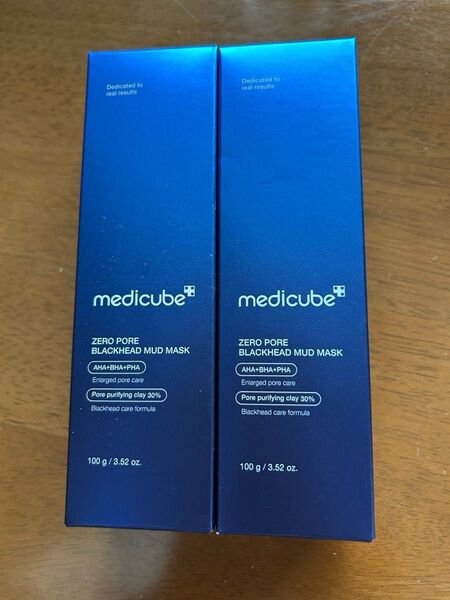 Dedicated to
real results
medicube
ZERO PORE
BLACKHEAD MUD MASK
AHA+BHA+PHA
Enlarged pore care
Pore purifying clay 30%
Blackhead care formula
100 g / 3.52 oz.
Dedicated to
real results
medicube
ZERO PORE
BLACKHEAD MUD MASK
AHA+BHA+PHA
Enlarged pore care
Pore purifying clay 30%
Blackhead care formula
100 g / 3.52 oz.